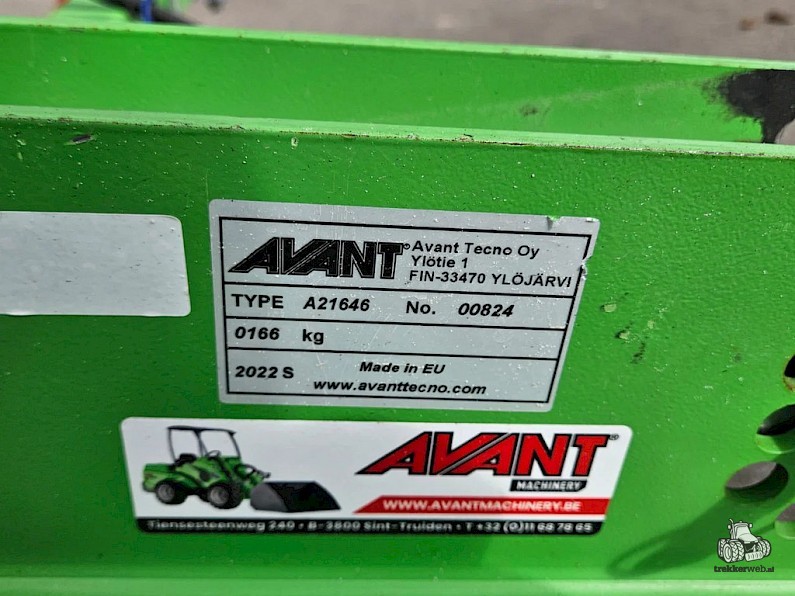 AVANT® Avant Tecno Oy
Ylötie 1
FIN-33470 YLÖJÄRVI
TYPE A21646 No. 00824
0166 kg
2022 S Made in EU
www.avanttecno.com
AVANT®
MACHINERY
WWW.AVANTMACHINERY.BE
Tiensesteenweg 240 • B-3800 Sint-Truiden • T +32 (0)11 68 78 65
trekkerweb.nl